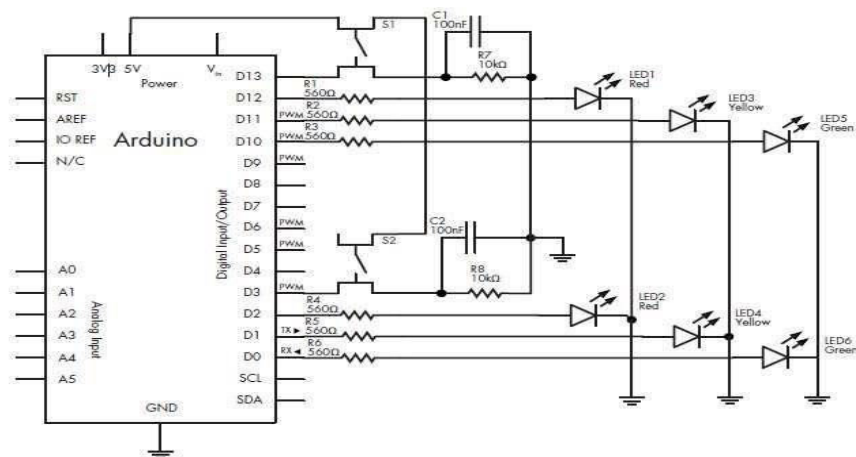 C1
100nF
S1
R7
10kΩ
3V3 5V
Vin
Power
D13
R1
560Ω
LED1
Red
RST
D12
R2
560Ω
LED3
Yellow
AREF
D11
PWM
R3
560Ω
LED5
Green
IO REF
Arduino
D10
PWM
N/C
D9
PWM
D8
D7
Digital Input/Output
D6
PWM
C2
100nF
S2
D5
PWM
A0
D4
R8
10kΩ
A1
D3
PWM
Analog Input
R4
560Ω
LED2
Red
A2
D2
R5
560Ω
LED4
Yellow
A3
D1
TX ▶
R6
560Ω
LED6
Green
A4
D0
RX ◀
A5
SCL
SDA
GND